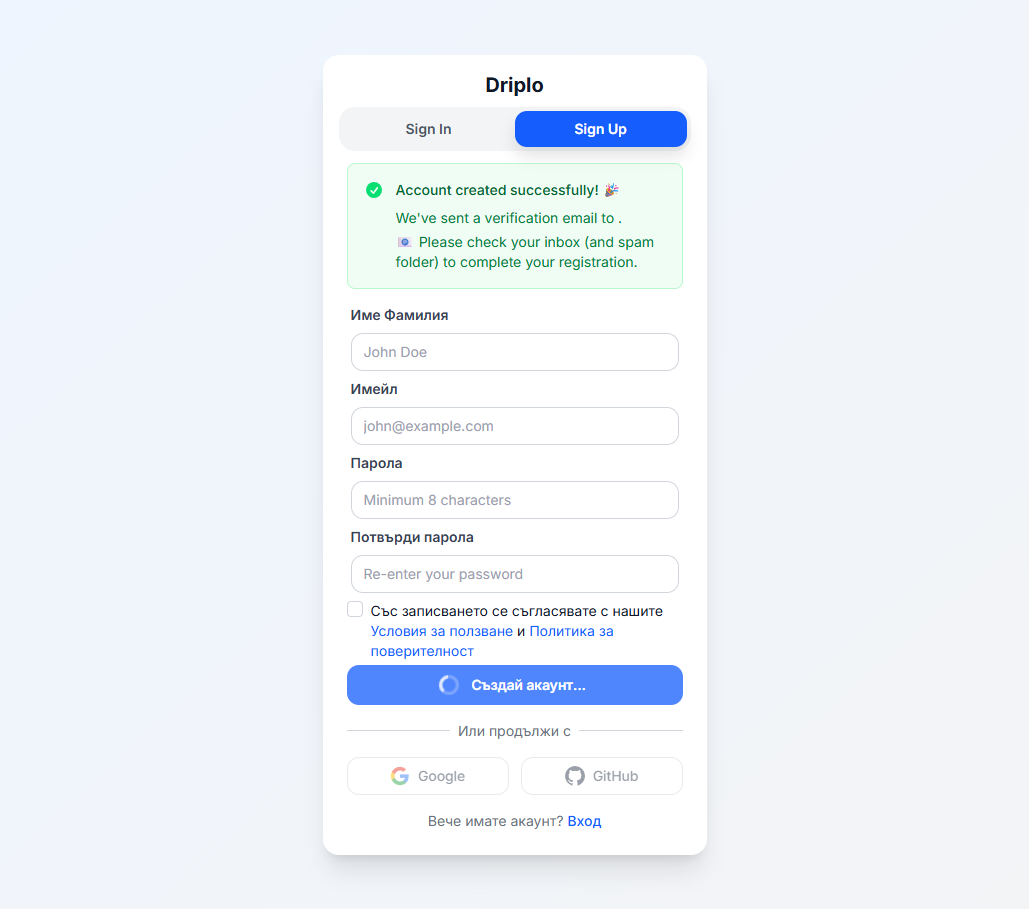 Driplo
Sign In
Sign Up
Account created successfully! 🎉
We've sent a verification email to .
📧 Please check your inbox (and spam
folder) to complete your registration.
Име Фамилия
John Doe
Имейл
john@example.com
Парола
Minimum 8 characters
Потвърди парола
Re-enter your password
Със записването се съгласявате с нашите
Условия за ползване и Политика за
поверителност
Създай акаунт...
Или продължи с
Google
GitHub
Вече имате акаунт? Вход